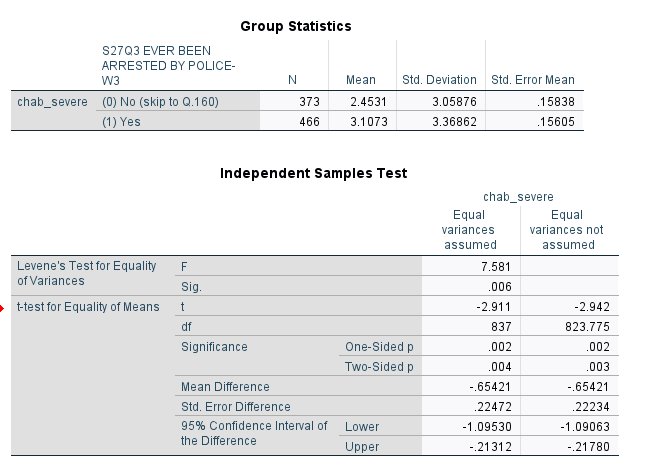 Group Statistics
S27Q3 EVER BEEN
ARRESTED BY POLICE-
W3 N Mean Std. Deviation Std. Error Mean
chab_severe (0) No (skip to Q.160) 373 2.4531 3.05876 .15838
(1) Yes 466 3.1073 3.36862 .15605
Independent Samples Test
chab_severe
Equal variances assumed Equal variances not assumed
Levene's Test for Equality of Variances F 7.581
Sig. .006
t-test for Equality of Means t -2.911 -2.942
df 837 823.775
Significance One-Sided p .002 .002
Two-Sided p .004 .003
Mean Difference -.65421 -.65421
Std. Error Difference .22472 .22234
95% Confidence Interval of the Difference Lower -1.09530 -1.09063
Upper -.21312 -.21780